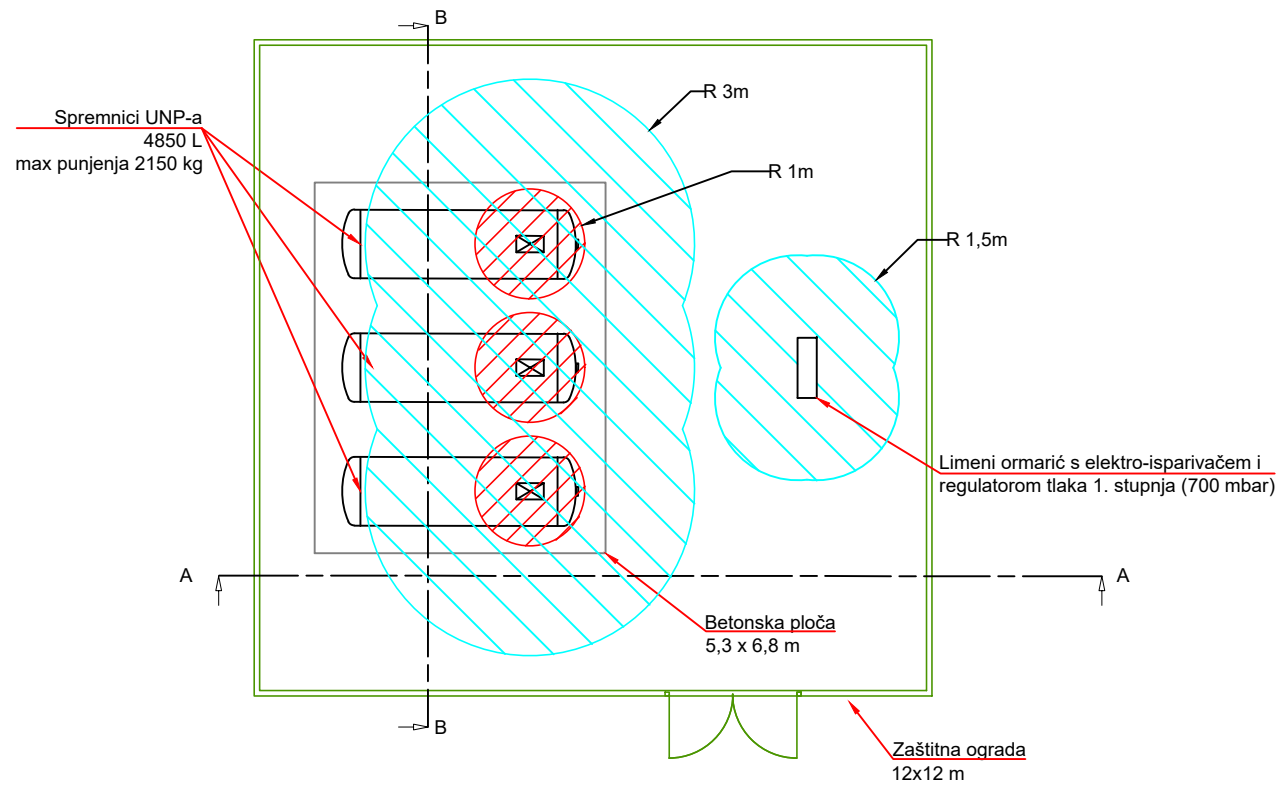 B
R 3m
Spremnici UNP-a
4850 L
max punjenja 2150 kg
R 1m
R 1,5m
Limeni ormarić s elektro-isparivačem i
regulatorom tlaka 1. stupnja (700 mbar)
A
A
Betonska ploča
5,3 x 6,8 m
B
Zaštitna ograda
12x12 m